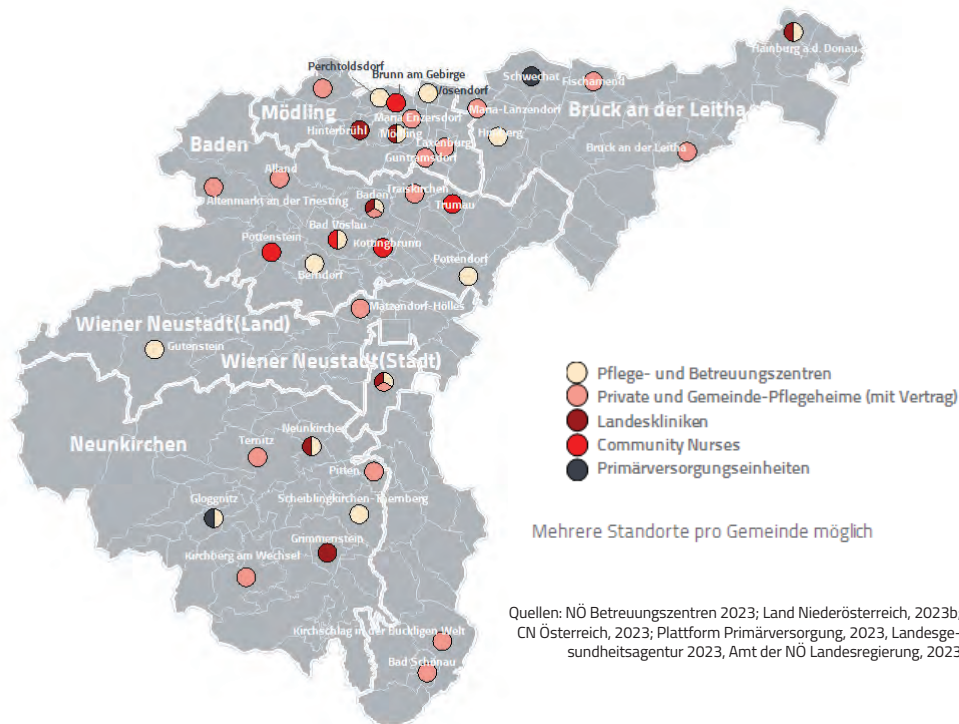 Hainburg a.d. Donau
Perchtoldsdorf
Brunn am Gebirge
Vösendorf
Schwechat
Fischamend
Mödling
Maria Enzersdorf
Maria-Lanzendorf
Bruck an der Leitha
Hinterbrühl
Mödling
Himberg
Laxenburg
Guntramsdorf
Bruck an der Leitha
Baden
Alland
Altenmarkt an der Triesting
Baden
Traiskirchen
Trumau
Bad Vöslau
Pottenstein
Kottingbrunn
Berndorf
Pottendorf
Matzendorf-Hölles
Wiener Neustadt(Land)
Gutenstein
Wiener Neustadt(Stadt)
Pflege- und Betreuungszentren
Private und Gemeinde-Pflegeheime (mit Vertrag)
Landeskliniken
Community Nurses
Primärversorgungseinheiten
Neunkirchen
Neunkirchen
Ternitz
Pitten
Gloggnitz
Scheiblingkirchen-Thernberg
Grimmenstein
Kirchberg am Wechsel
Mehrere Standorte pro Gemeinde möglich
Kirchschlag in der Buckligen Welt
Bad Schönau
Quellen: NÖ Betreuungszentren 2023; Land Niederösterreich, 2023b;
CN Österreich, 2023; Plattform Primärversorgung, 2023, Landesge-
sundheitsagentur 2023, Amt der NÖ Landesregierung, 2023